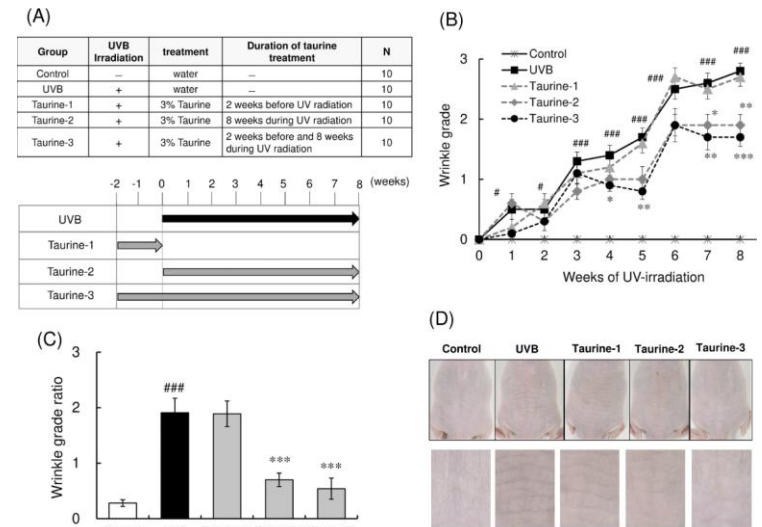 (A)
Group UVB Irradiation treatment Duration of taurine treatment N
Control − water − 10
UVB + water − 10
Taurine-1 + 3% Taurine 2 weeks before UV radiation 10
Taurine-2 + 3% Taurine 8 weeks during UV radiation 10
Taurine-3 + 3% Taurine 2 weeks before and 8 weeks during UV radiation 10
-2 -1 0 1 2 3 4 5 6 7 8 (weeks)
UVB
Taurine-1
Taurine-2
Taurine-3
(B)
Control
UVB
Taurine-1
Taurine-2
Taurine-3
Wrinkle grade
3
2
1
0
# # ### ### ### ### ### ###
* ** * ** ** ***
0 1 2 3 4 5 6 7 8
Weeks of UV-irradiation
(C)
Wrinkle grade ratio
3
2
1
0
###
*** ***
(D)
Control UVB Taurine-1 Taurine-2 Taurine-3